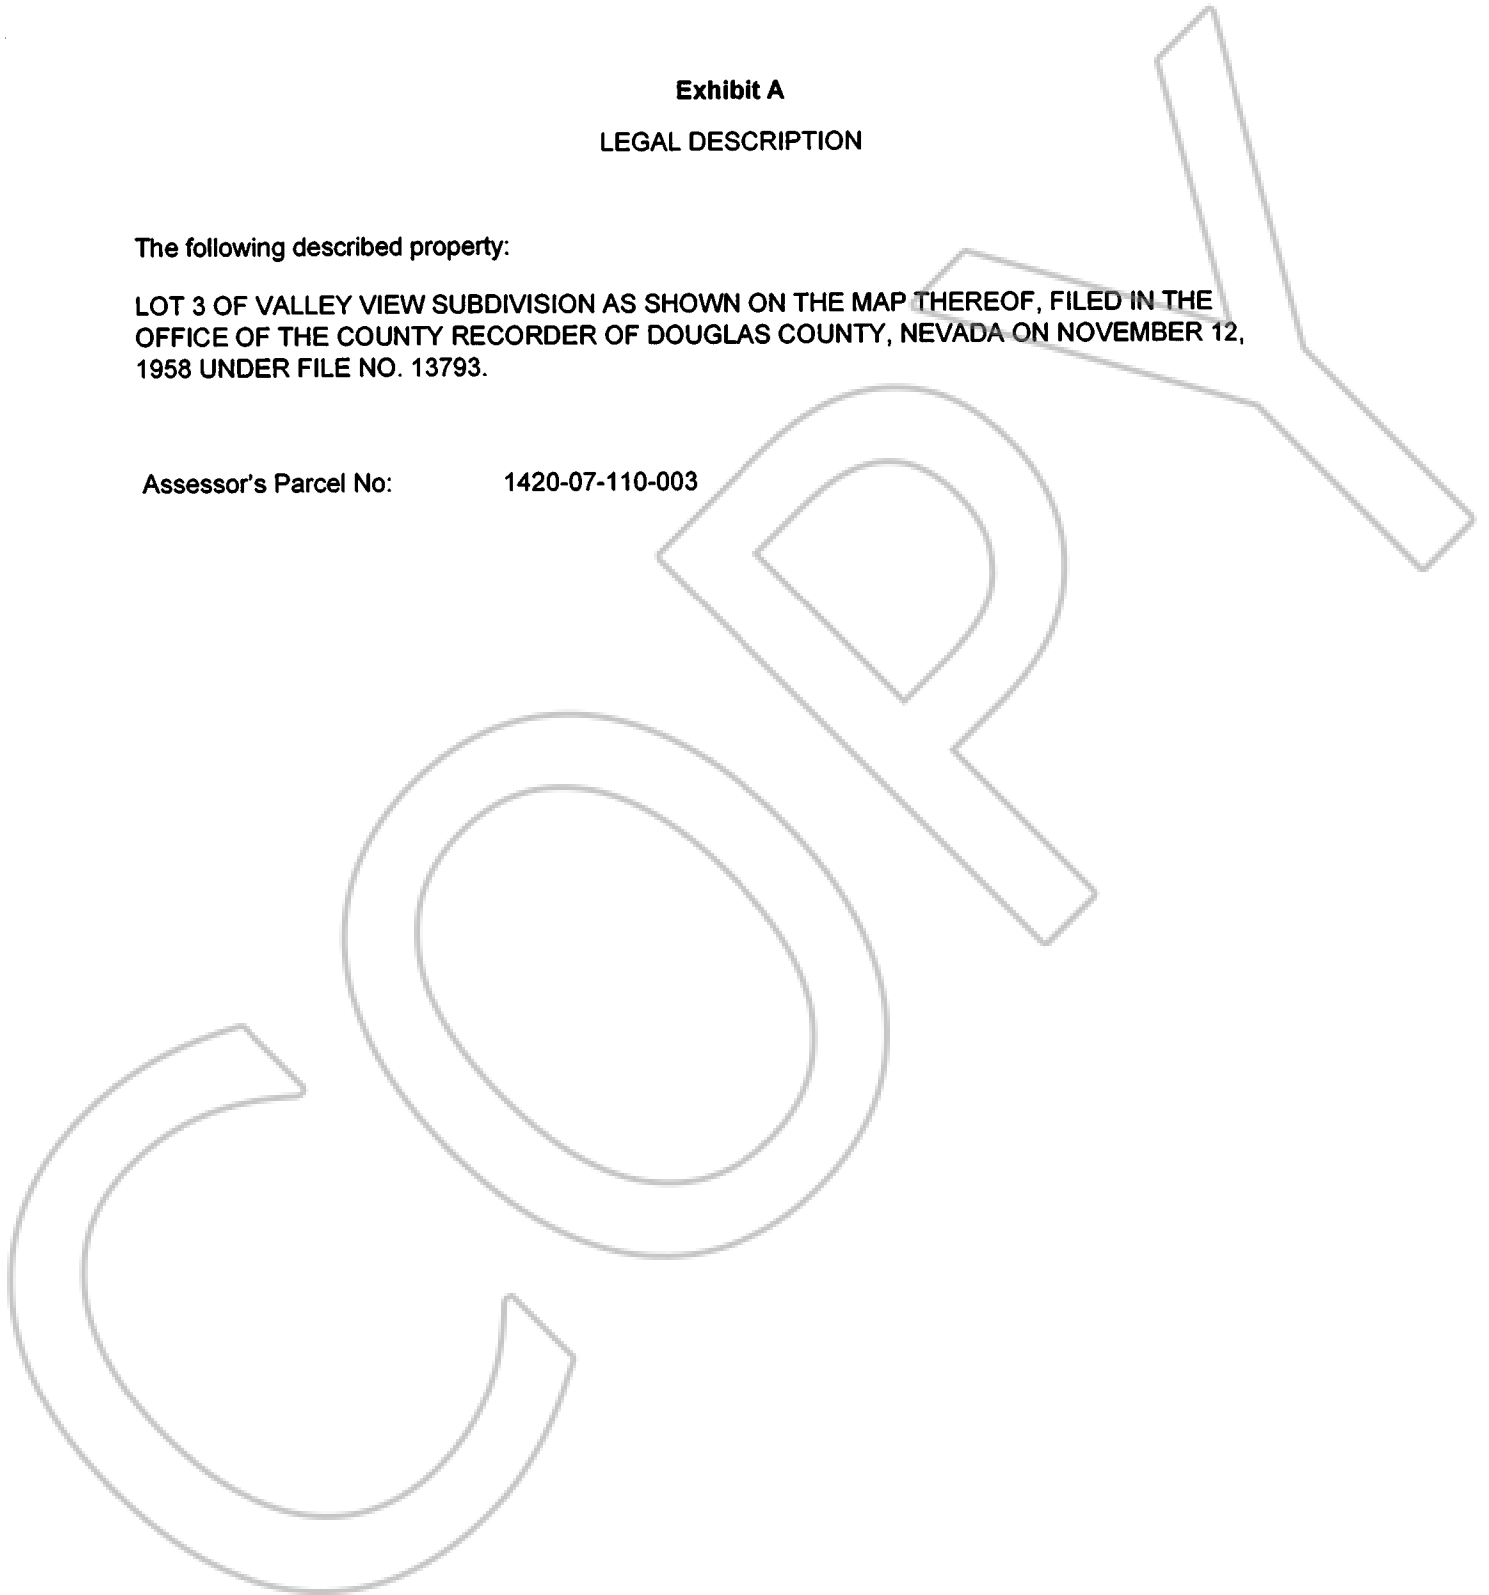 Exhibit A
LEGAL DESCRIPTION
The following described property:
LOT 3 OF VALLEY VIEW SUBDIVISION AS SHOWN ON THE MAP THEREOF, FILED IN THE
OFFICE OF THE COUNTY RECORDER OF DOUGLAS COUNTY, NEVADA ON NOVEMBER 12,
1958 UNDER FILE NO. 13793.
Assessor's Parcel No: 1420-07-110-003
COPY